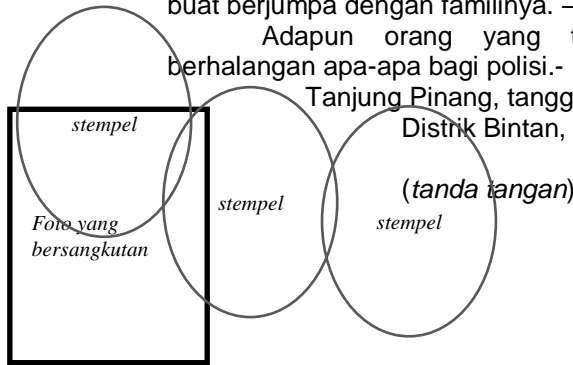 buat berjumpa dengan familinya. –
Adapun orang yang
berhalangan apa-apa bagi polisi.-
Tanjung Pinang, tangg
Distrik Bintan,
(tanda tangan)
stempel
stempel
stempel
Foto yang
bersangkutan